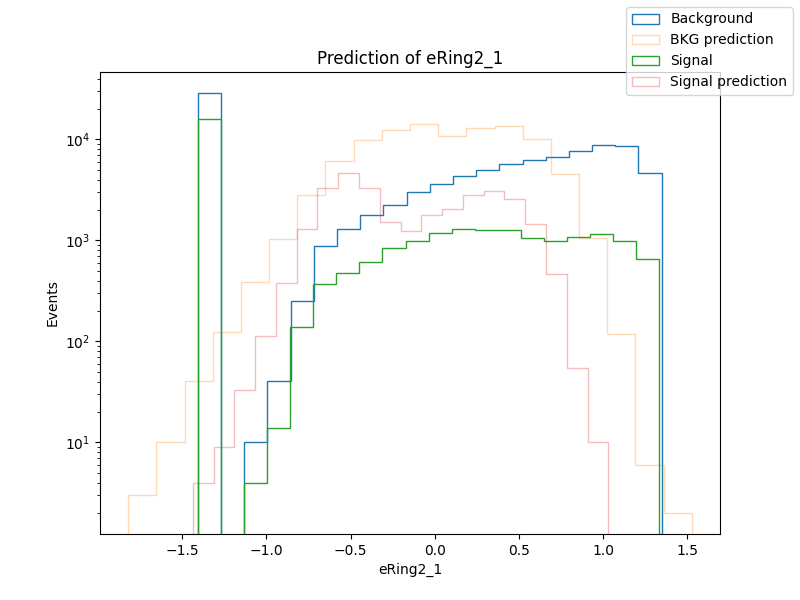 Prediction of eRing2_1
Background
BKG prediction
Signal
Signal prediction
Events
10⁴
10³
10²
10¹
−1.5 −1.0 −0.5 0.0 0.5 1.0 1.5
eRing2_1